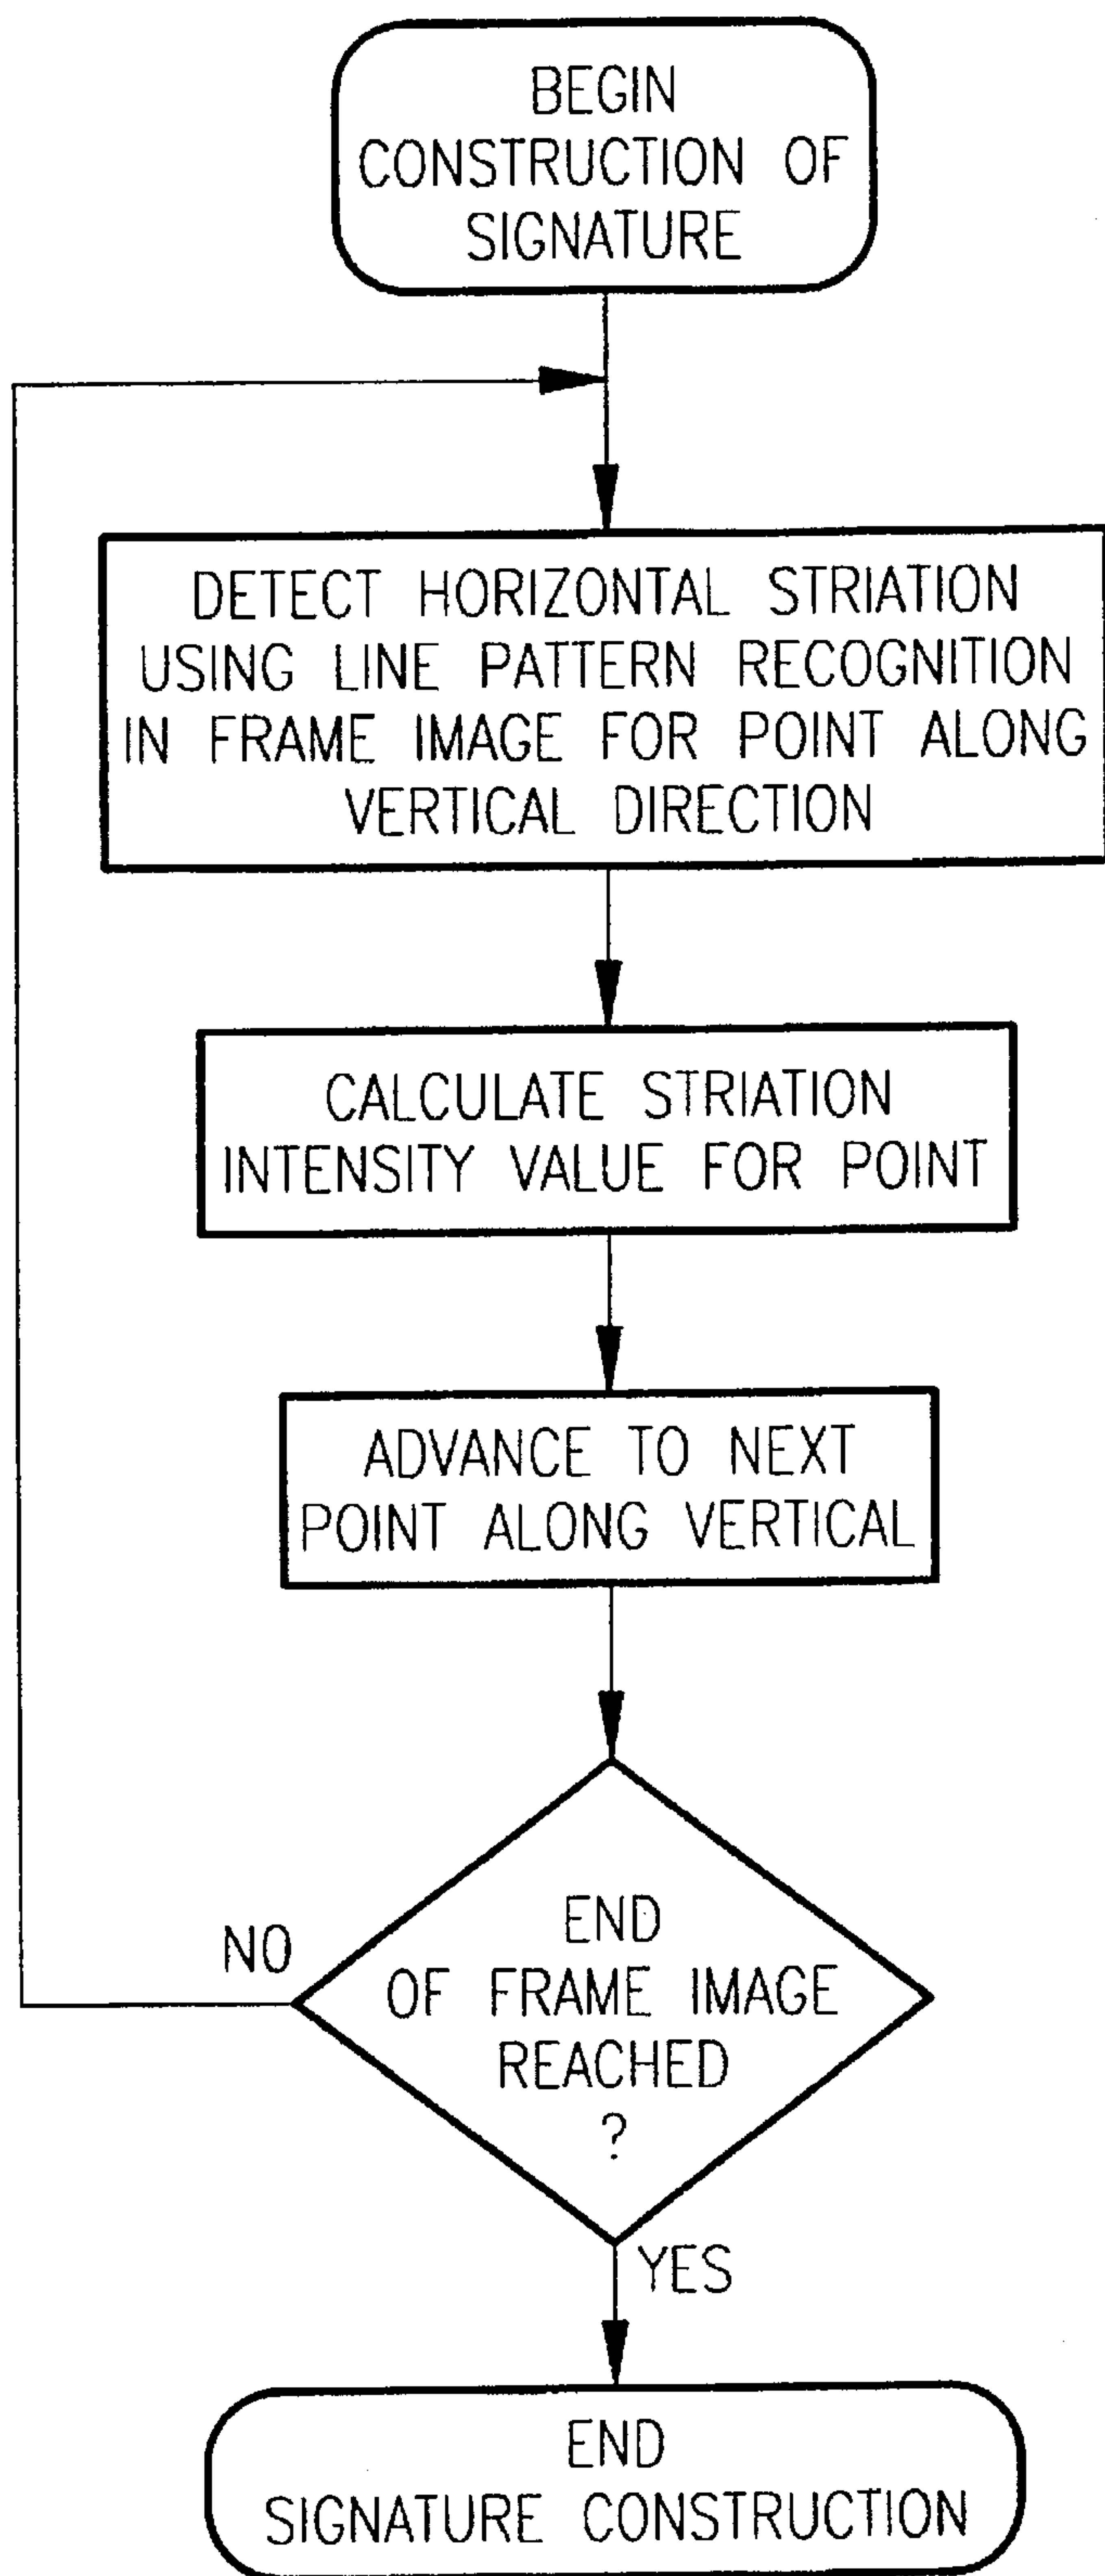 BEGIN
CONSTRUCTION OF
SIGNATURE
DETECT HORIZONTAL STRIATION
USING LINE PATTERN RECOGNITION
IN FRAME IMAGE FOR POINT ALONG
VERTICAL DIRECTION
CALCULATE STRIATION
INTENSITY VALUE FOR POINT
ADVANCE TO NEXT
POINT ALONG VERTICAL
END
OF FRAME IMAGE
REACHED
?
NO
YES
END
SIGNATURE CONSTRUCTION